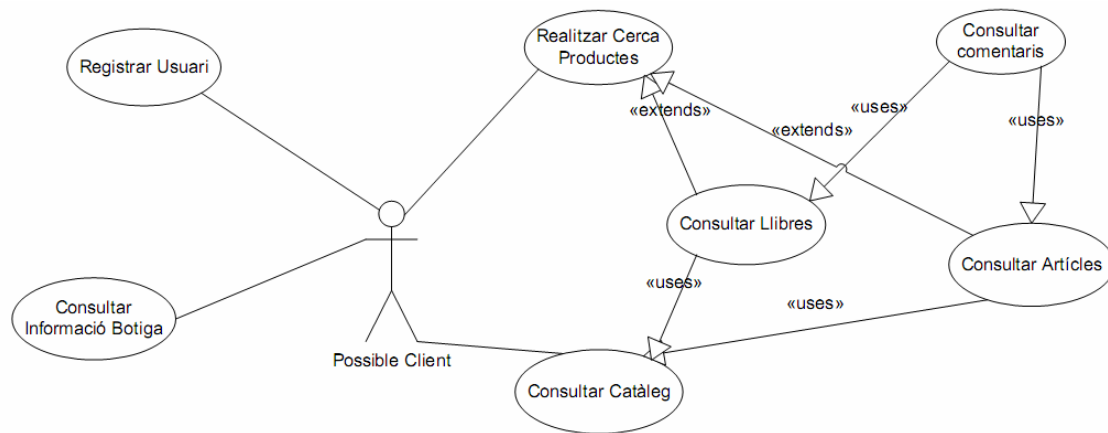 Realitzar Cerca
Productes
Consultar
comentaris
Registrar Usuari
«extends»
«uses»
«extends»
«uses»
Consultar Llibres
Consultar Artícles
«uses»
«uses»
Consultar
Informació Botiga
Possible Client
Consultar Catàleg